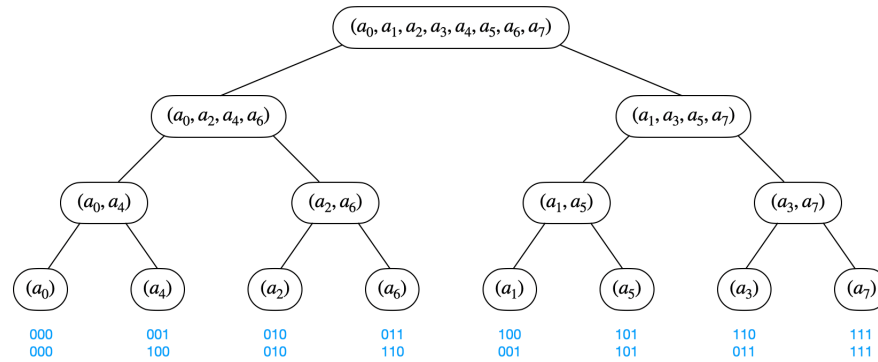 (a₀, a₁, a₂, a₃, a₄, a₅, a₆, a₇)
(a₀, a₂, a₄, a₆) (a₁, a₃, a₅, a₇)
(a₀, a₄) (a₂, a₆) (a₁, a₅) (a₃, a₇)
(a₀) (a₄) (a₂) (a₆) (a₁) (a₅) (a₃) (a₇)
000 001 010 011 100 101 110 111
000 100 010 110 001 101 011 111